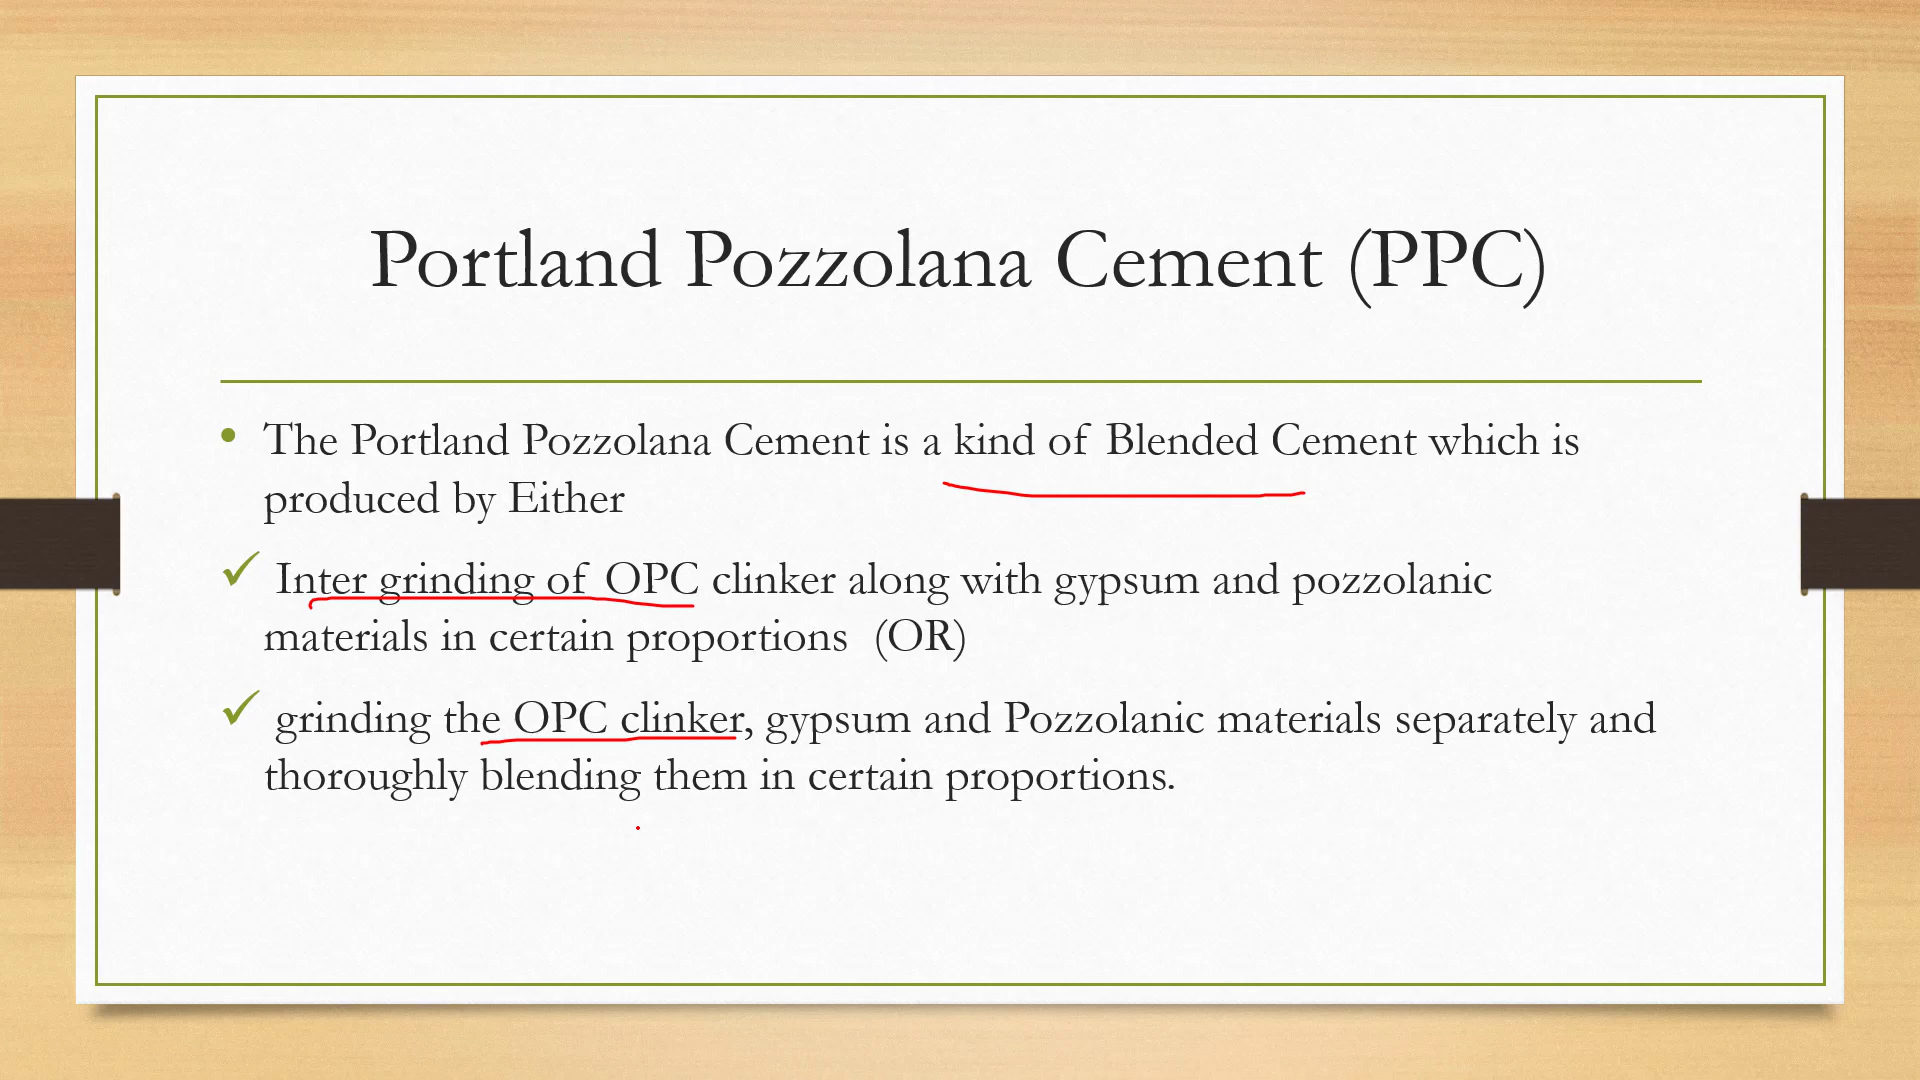 Portland Pozzolana Cement (PPC)
• The Portland Pozzolana Cement is a kind of Blended Cement which is
produced by Either
✓ Inter grinding of OPC clinker along with gypsum and pozzolanic
materials in certain proportions (OR)
✓ grinding the OPC clinker, gypsum and Pozzolanic materials separately and
thoroughly blending them in certain proportions.